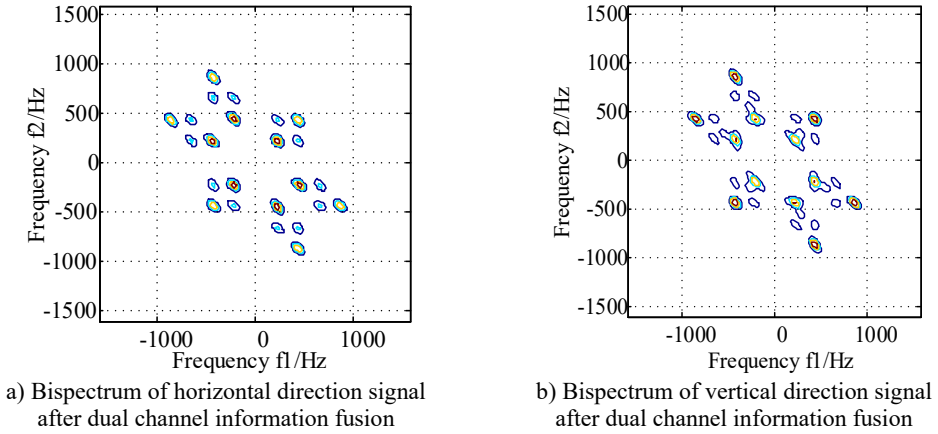 1500
1000
500
0
-500
-1000
-1500
Frequency f2/Hz
-1000 0 1000
Frequency f1/Hz
a) Bispectrum of horizontal direction signal
after dual channel information fusion
1500
1000
500
0
-500
-1000
-1500
Frequency f2/Hz
-1000 0 1000
Frequency f1/Hz
b) Bispectrum of vertical direction signal
after dual channel information fusion